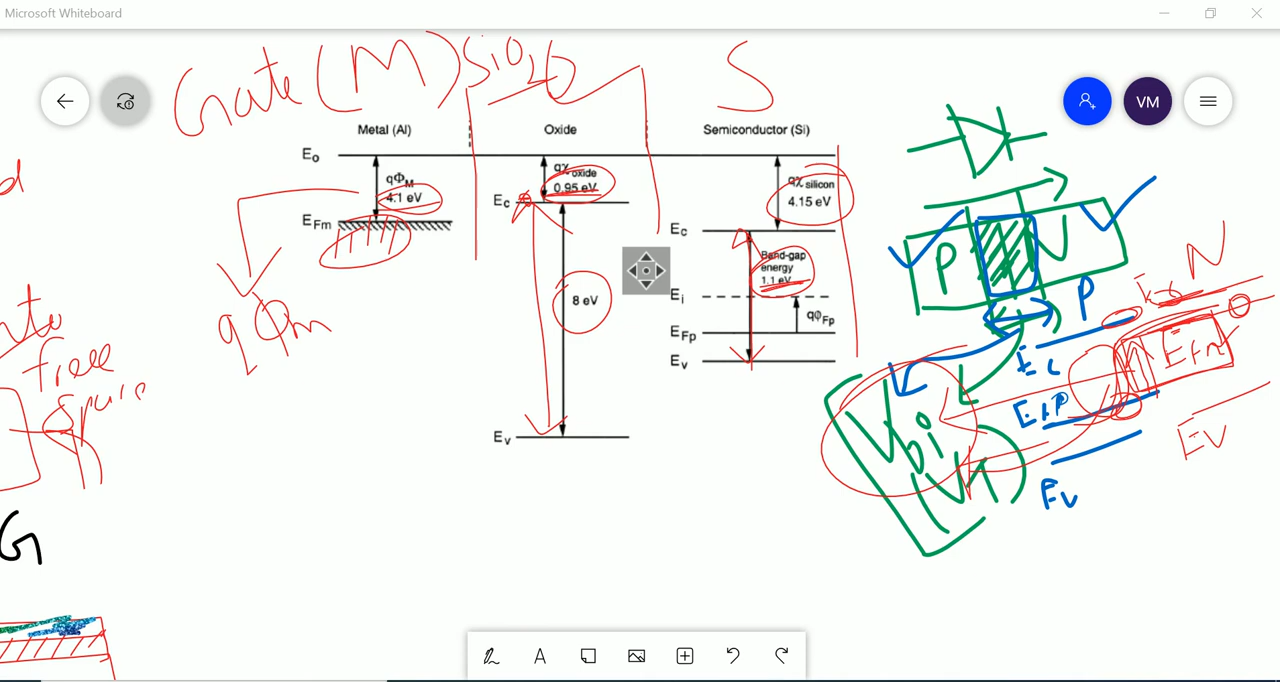 Microsoft Whiteboard
VM
Gate (M) SiO2 S
Metal (Al)
Oxide
Semiconductor (Si)
Eo
qΦM
4.1 eV
EFm
qΦm
qχoxide
0.95 eV
Ec
8 eV
Ev
qχsilicon
4.15 eV
Ec
Band-gap
energy
1.1 eV
Ei
qφFp
EFp
Ev
P N
P
N
Ec
EFP
Efn
Ev
Ev
Vbi
free
G